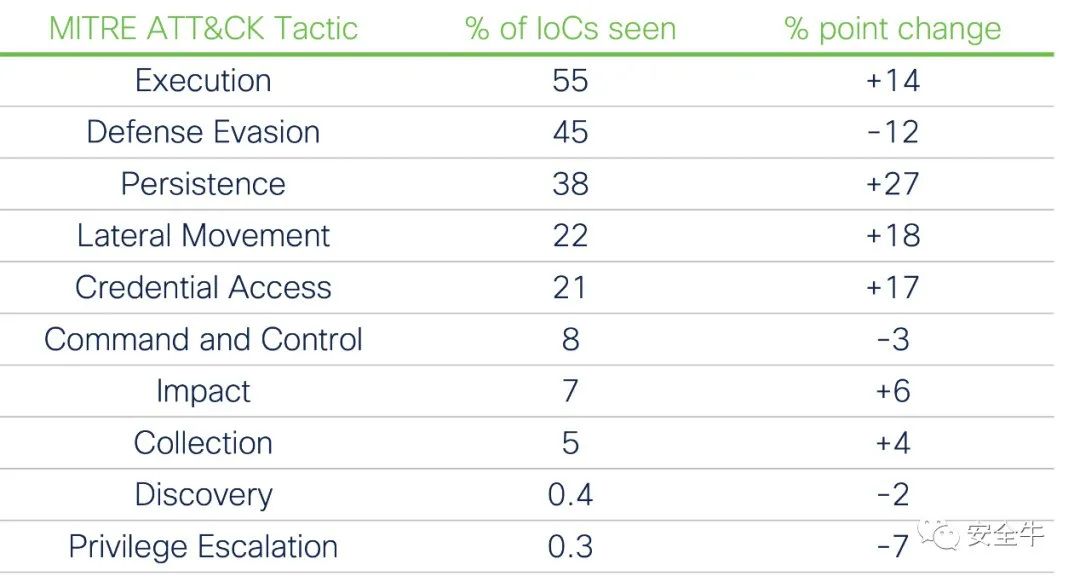 MITRE ATT&CK Tactic % of IoCs seen % point change
Execution 55 +14
Defense Evasion 45 -12
Persistence 38 +27
Lateral Movement 22 +18
Credential Access 21 +17
Command and Control 8 -3
Impact 7 +6
Collection 5 +4
Discovery 0.4 -2
Privilege Escalation 0.3 -7
安全牛